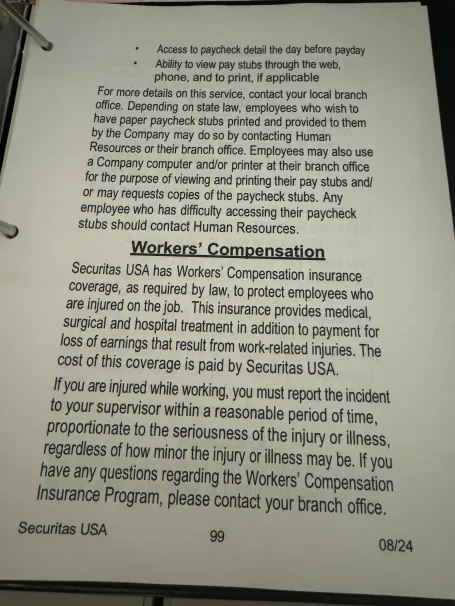 • Access to paycheck detail the day before payday
• Ability to view pay stubs through the web,
phone, and to print, if applicable
For more details on this service, contact your local branch
office. Depending on state law, employees who wish to
have paper paycheck stubs printed and provided to them
by the Company may do so by contacting Human
Resources or their branch office. Employees may also use
a Company computer and/or printer at their branch office
for the purpose of viewing and printing their pay stubs and/
or may requests copies of the paycheck stubs. Any
employee who has difficulty accessing their paycheck
stubs should contact Human Resources.
Workers' Compensation
Securitas USA has Workers' Compensation insurance
coverage, as required by law, to protect employees who
are injured on the job. This insurance provides medical,
surgical and hospital treatment in addition to payment for
loss of earnings that result from work-related injuries. The
cost of this coverage is paid by Securitas USA.
If you are injured while working, you must report the incident
to your supervisor within a reasonable period of time,
proportionate to the seriousness of the injury or illness,
regardless of how minor the injury or illness may be. If you
have any questions regarding the Workers' Compensation
Insurance Program, please contact your branch office.
Securitas USA
99
08/24